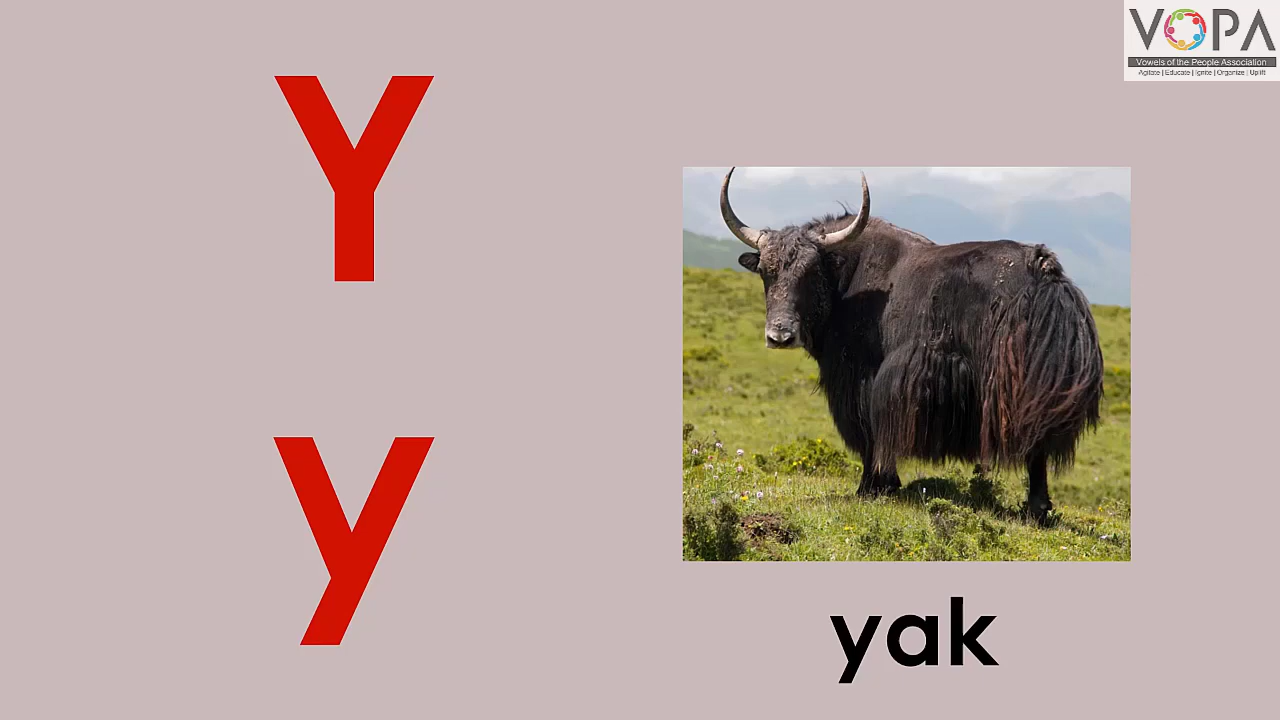 Y
y
yak
VOPA
Vowels of the People Association
Agitate | Educate | Ignite | Organize | Uplift